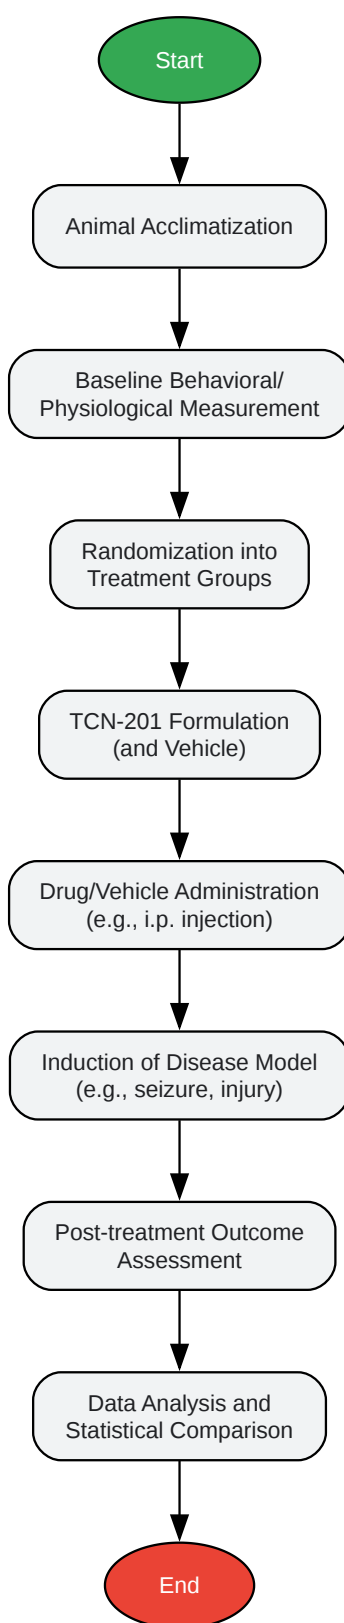 Start
Animal Acclimatization
Baseline Behavioral/
Physiological Measurement
Randomization into
Treatment Groups
TCN-201 Formulation
(and Vehicle)
Drug/Vehicle Administration
(e.g., i.p. injection)
Induction of Disease Model
(e.g., seizure, injury)
Post-treatment Outcome
Assessment
Data Analysis and
Statistical Comparison
End